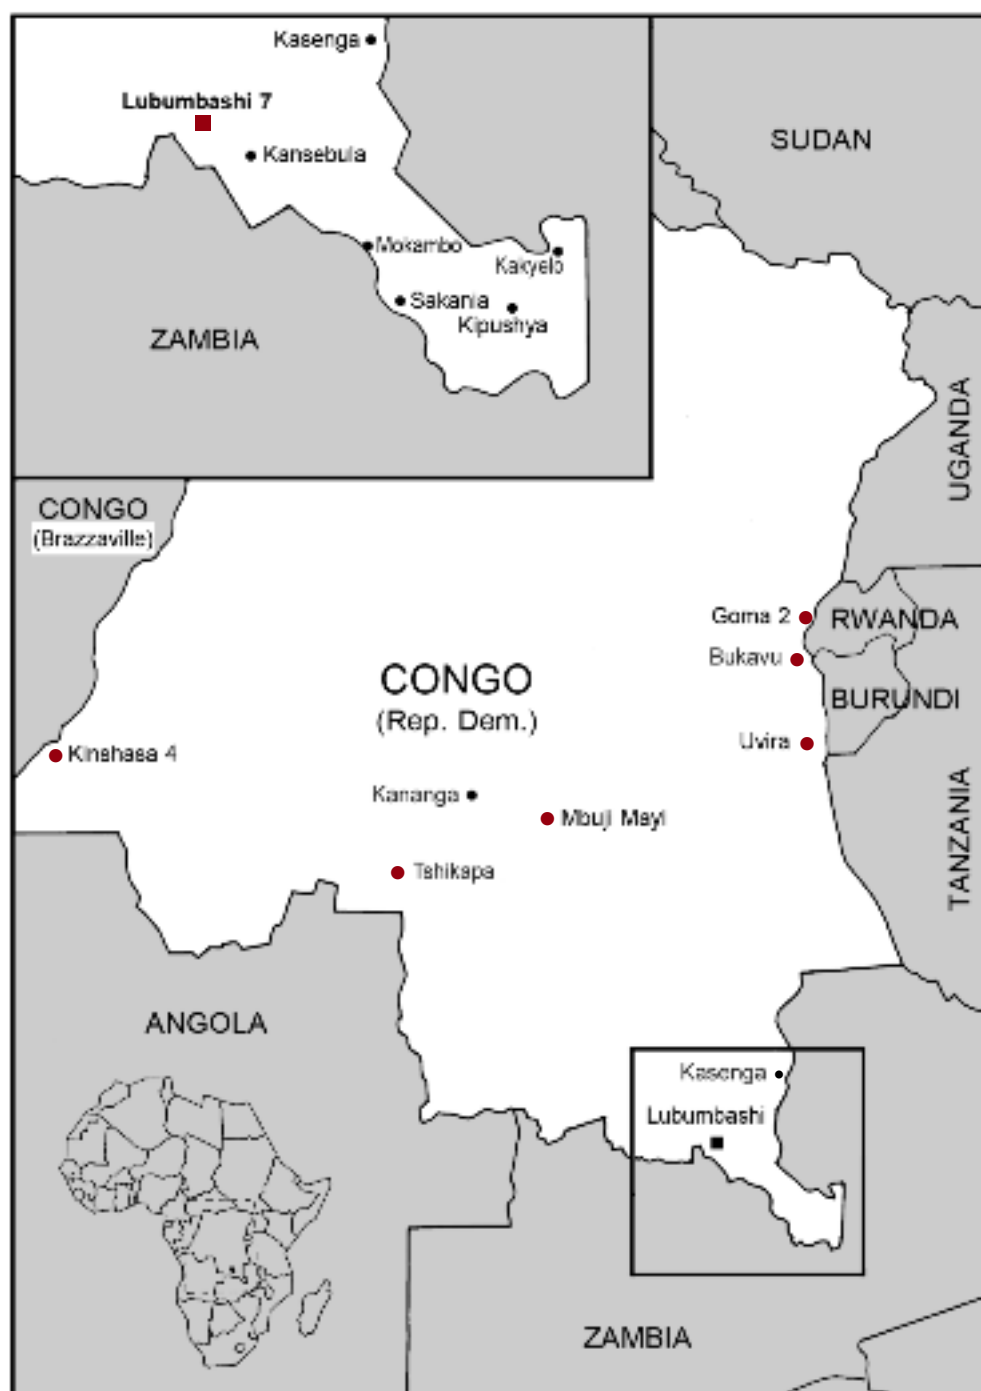 Kasenga
Lubumbashi 7
Kansebula
Mokambo
Kakyelo
Sakania
Kipushya
ZAMBIA
SUDAN
UGANDA
CONGO
(Brazzaville)
Goma 2
RWANDA
Bukavu
BURUNDI
CONGO
(Rep. Dem.)
Uvira
Kinshasa 4
Kananga
Mbuji Mayi
Tshikapa
TANZANIA
ANGOLA
Kasenga
Lubumbashi
ZAMBIA